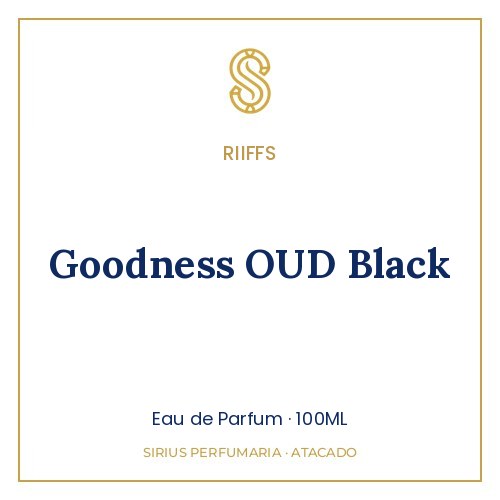 RIIFFS
Goodness OUD Black
Eau de Parfum · 100ML
SIRIUS PERFUMARIA · ATACADO